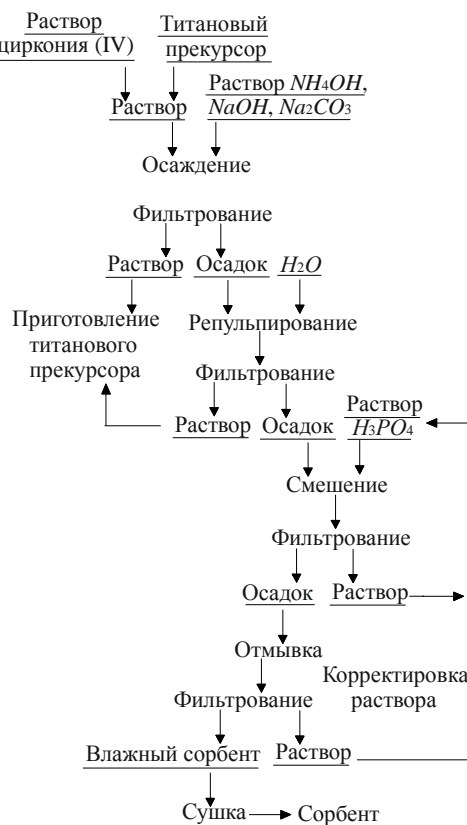 Раствор
циркония (IV)
Титановый
прекурсор
Раствор
Раствор NH4OH,
NaOH, Na2CO3
Осаждение
Фильтрование
Раствор Осадок H2O
Приготовление
титанового
прекурсора
Репульпирование
Фильтрование
Раствор Осадок
Раствор
H3PO4
Смешение
Фильтрование
Осадок Раствор
Отмывка
Корректировка
раствора
Фильтрование
Влажный сорбент Раствор
Сушка Сорбент